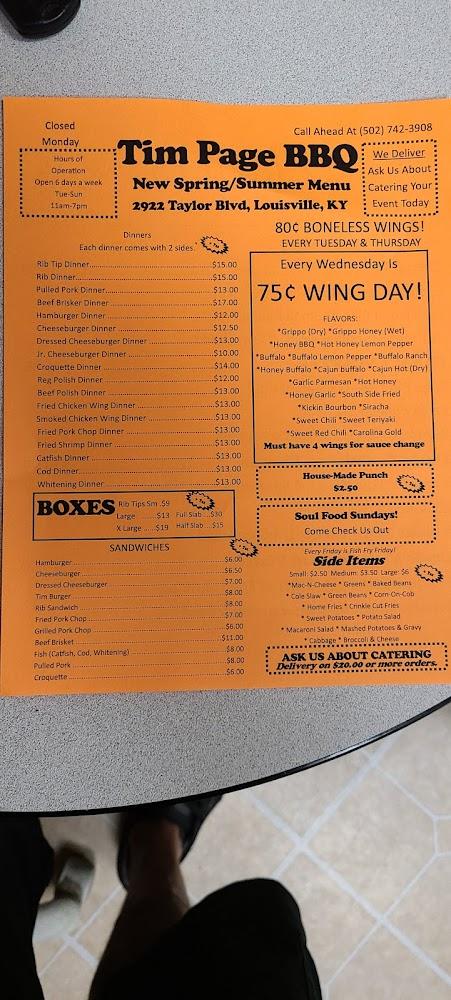 Closed
Monday
Hours of
Operation
Open 6 days a week
Tue-Sun
11am-7pm
Call Ahead At (502) 742-3908
Tim Page BBQ
New Spring/Summer Menu
2922 Taylor Blvd, Louisville, KY
We Deliver
Ask Us About
Catering Your
Event Today
Dinners
Each dinner comes with 2 sides.
Rib Tip Dinner $15.00
Rib Dinner $15.00
Pulled Pork Dinner $13.00
Beef Brisker Dinner $17.00
Hamburger Dinner $12.00
Cheeseburger Dinner $12.50
Dressed Cheeseburger Dinner $13.00
Jr. Cheeseburger Dinner $10.00
Croquette Dinner $14.00
Reg Polish Dinner $12.00
Beef Polish Dinner $13.00
Fried Chicken Wing Dinner $13.00
Smoked Chicken Wing Dinner $13.00
Fried Pork Chop Dinner $13.00
Fried Shrimp Dinner $13.00
Catfish Dinner $13.00
Cod Dinner $13.00
Whitening Dinner $13.00
BOXES
Rib Tips Sm .$9
Large $13 Full Slab $30
X Large $19 Half Slab $15
SANDWICHES
Hamburger $6.00
Cheeseburger $6.50
Dressed Cheeseburger $7.00
Tim Burger $8.00
Rib Sandwich $8.00
Fried Pork Chop $7.00
Grilled Pork Chop $6.00
Beef Brisket $11.00
Fish (Catfish, Cod, Whitening) $8.00
Pulled Pork $8.00
Croquette $6.00
80¢ BONELESS WINGS!
EVERY TUESDAY & THURSDAY
Every Wednesday is
75¢ WING DAY!
FLAVORS:
*Grippo (Dry) *Grippo Honey (Wet)
*Honey BBQ *Hot Honey Lemon Pepper
*Buffalo *Buffalo Lemon Pepper *Buffalo Ranch
*Honey Buffalo *Cajun buffalo *Cajun Hot (Dry)
*Garlic Parmesan *Hot Honey
*Honey Garlic *South Side Fried
*Kickin Bourbon *Siracha
*Sweet Chili *Sweet Teriyaki
*Sweet Red Chili *Carolina Gold
Must have 4 wings for sauce change
House-Made Punch
$2.50
Soul Food Sundays!
Come Check Us Out
Every Friday is Fish Fry Friday!
Side Items
Small: $2.50 Medium: $3.50 Large: $6
*Mac-N-Cheese * Greens * Baked Beans
* Cole Slaw * Green Beans * Corn-On-Cob
* Home Fries * Crinkle Cut Fries
* Sweet Potatoes * Potato Salad
* Macaroni Salad * Mashed Potatoes & Gravy
* Cabbage * Broccoli & Cheese
ASK US ABOUT CATERING
Delivery on $20.00 or more orders.